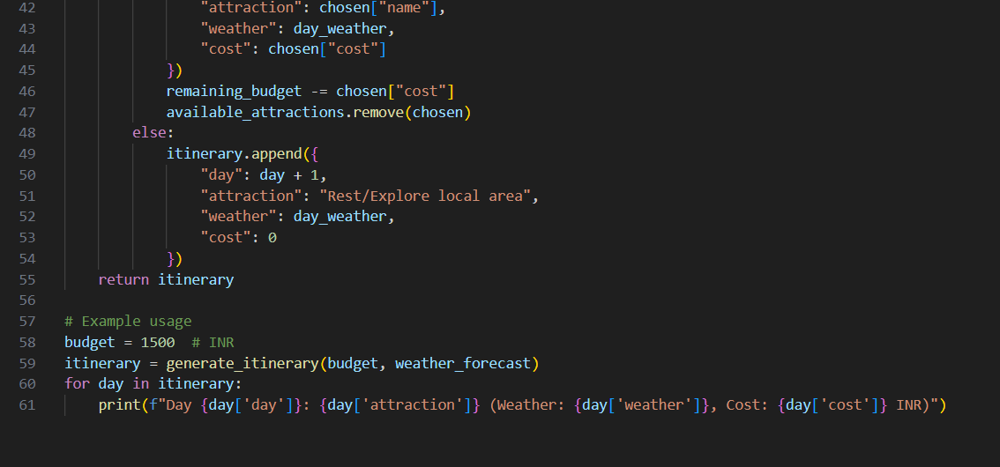 42 "attraction": chosen["name"],
43 "weather": day_weather,
44 "cost": chosen["cost"]
45 })
46 remaining_budget -= chosen["cost"]
47 available_attractions.remove(chosen)
48 else:
49 itinerary.append({
50 "day": day + 1,
51 "attraction": "Rest/Explore local area",
52 "weather": day_weather,
53 "cost": 0
54 })
55 return itinerary
56
57 # Example usage
58 budget = 1500  # INR
59 itinerary = generate_itinerary(budget, weather_forecast)
60 for day in itinerary:
61 print(f"Day {day['day']}: {day['attraction']} (Weather: {day['weather']}, Cost: {day['cost']} INR)")